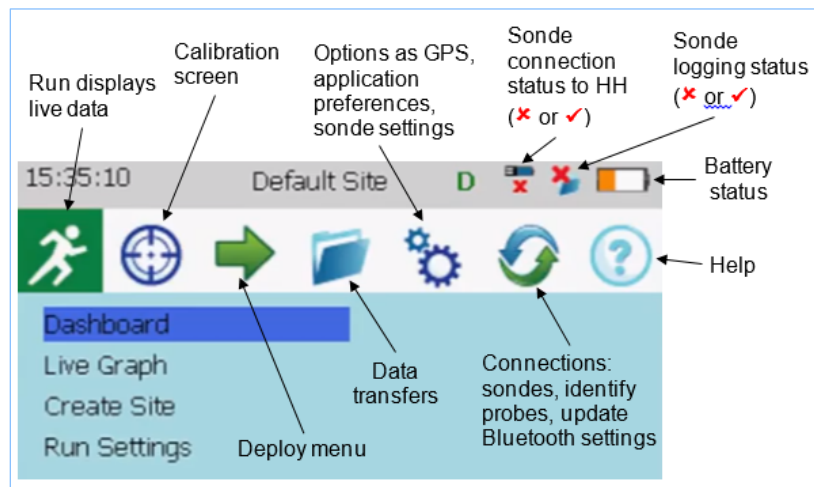 Run displays
live data
Calibration
screen
Options as GPS,
application
preferences,
sonde settings
Sonde
connection
status to HH
(✘ or ✔)
Sonde
logging status
(✘ or ✔)
Battery
status
15:35:10 Default Site D
Help
Dashboard
Live Graph
Create Site
Run Settings
Deploy menu
Data
transfers
Connections:
sondes, identify
probes, update
Bluetooth settings